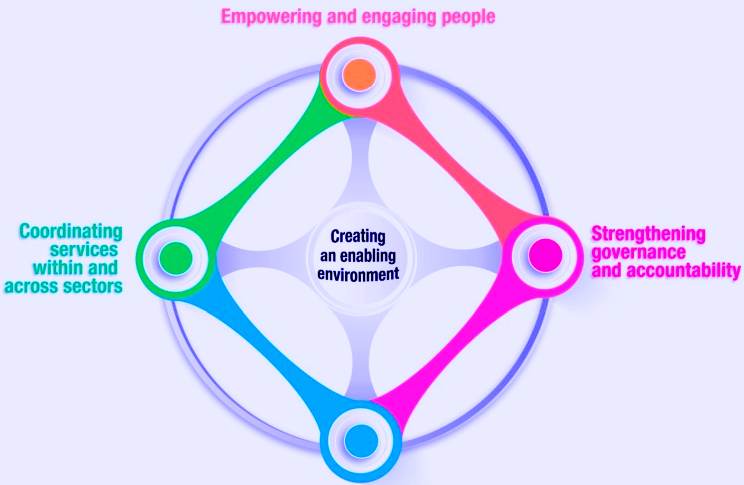 Empowering and engaging people
Coordinating
services
within and
across sectors
Creating
an enabling
environment
Strengthening
governance
and accountability